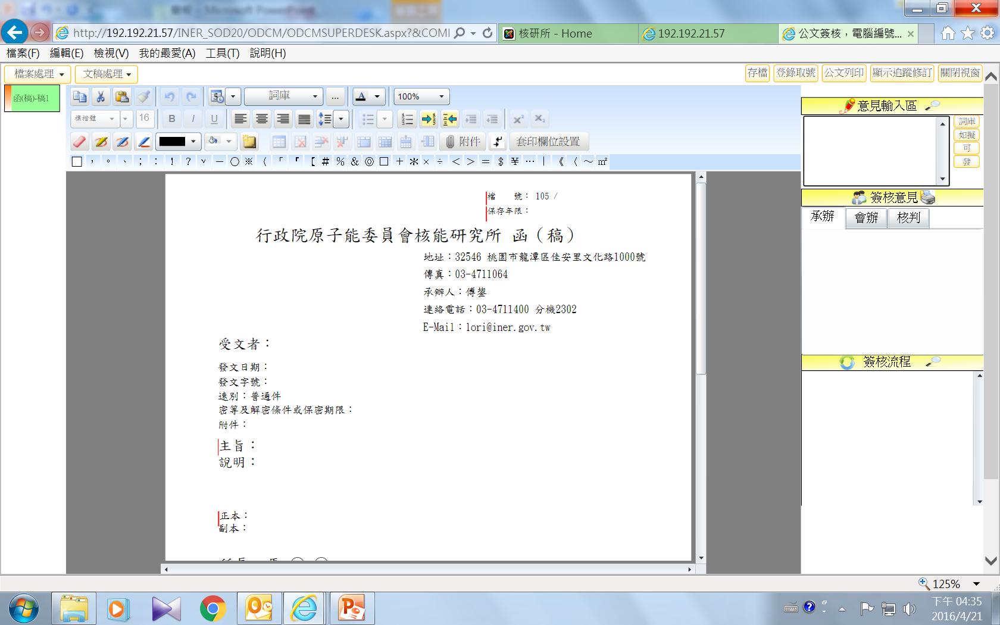 http://192.192.21.57/INER_SOD20/ODCM/ODCMSUPERDESK.aspx?&COMI
核研所 - Home
192.192.21.57
公文簽核，電腦編號...
檔案(F) 編輯(E) 檢視(V) 我的最愛(A) 工具(T) 說明(H)
檔案處理 文稿處理 存檔 登錄取號 公文列印 顯示追蹤修訂 關閉視窗
函(稿)-稿1
詞庫 ... A 100%
標楷體 16 B I U x² x₂
附件 套印欄位設置
， 。 、 ； ： ！ ？ ˅ － ○ ※ （ 「 『 【 # % & ◎ □ ＋ ＊ × ÷ ＜ ＞ ＝ $ ¥ … ｜ 《 〈 ～ ㎡
意見輸入區
詞庫
如擬
可
發
簽核意見
承辦 會辦 核判
簽核流程
檔　　號： 105 /
保存年限：
行政院原子能委員會核能研究所 函（稿）
地址：32546 桃園市龍潭區佳安里文化路1000號
傳真：03-4711064
承辦人：傅鋆
連絡電話：03-4711400 分機2302
E-Mail：lori@iner.gov.tw
受文者：
發文日期：
發文字號：
速別：普通件
密等及解密條件或保密期限：
附件：
主旨：
說明：
正本：
副本：
125%
下午 04:35
2016/4/21